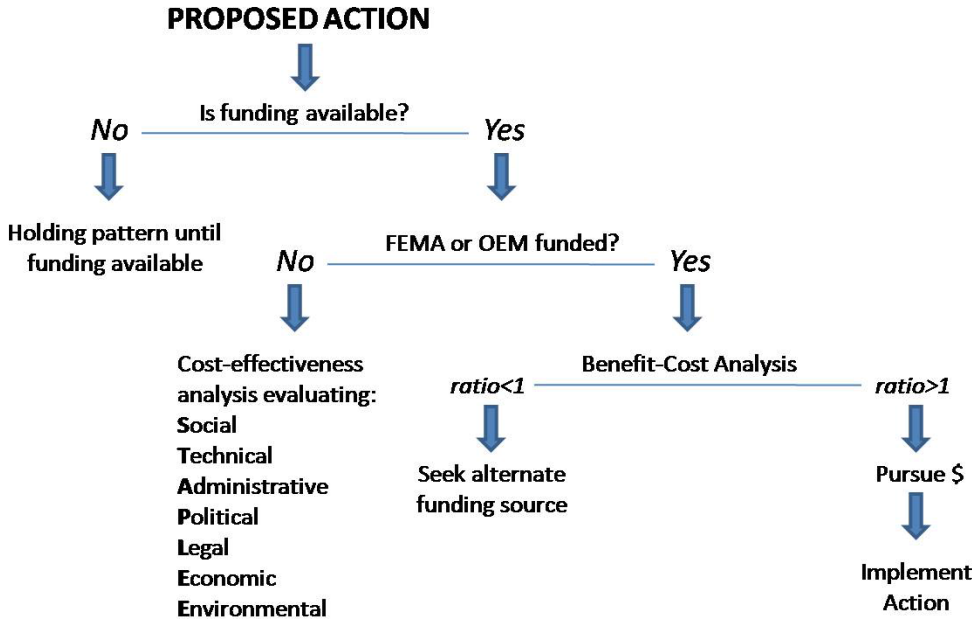 PROPOSED ACTION
Is funding available?
No
Yes
Holding pattern until
funding available
FEMA or OEM funded?
No
Yes
Cost-effectiveness
analysis evaluating:
Social
Technical
Administrative
Political
Legal
Economic
Environmental
Benefit-Cost Analysis
ratio<1
ratio>1
Seek alternate
funding source
Pursue $
Implement
Action